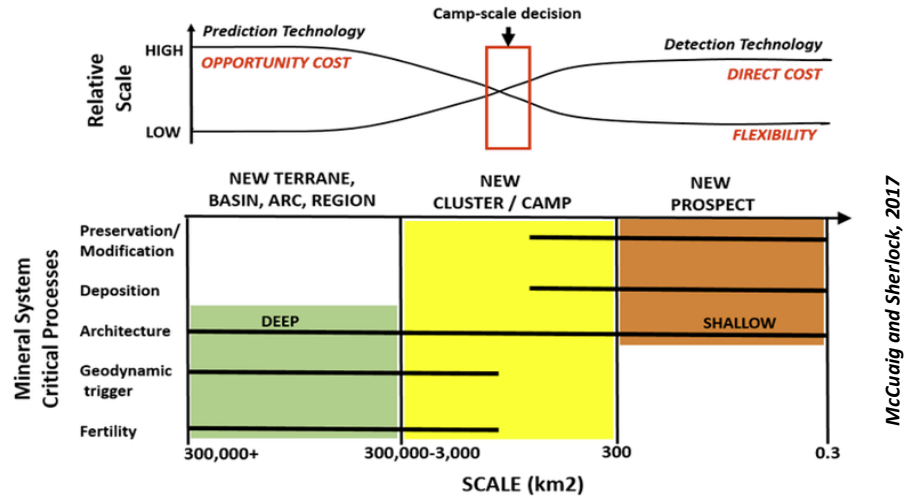 Camp-scale decision
Prediction Technology
Detection Technology
HIGH
OPPORTUNITY COST
DIRECT COST
Relative
Scale
LOW
FLEXIBILITY
NEW TERRANE,
BASIN, ARC, REGION
NEW
CLUSTER / CAMP
NEW
PROSPECT
Mineral System
Critical Processes
Preservation/
Modification
Deposition
Architecture
DEEP
SHALLOW
Geodynamic
trigger
Fertility
300,000+
300,000-3,000
300
0.3
SCALE (km2)
McCuaig and Sherlock, 2017